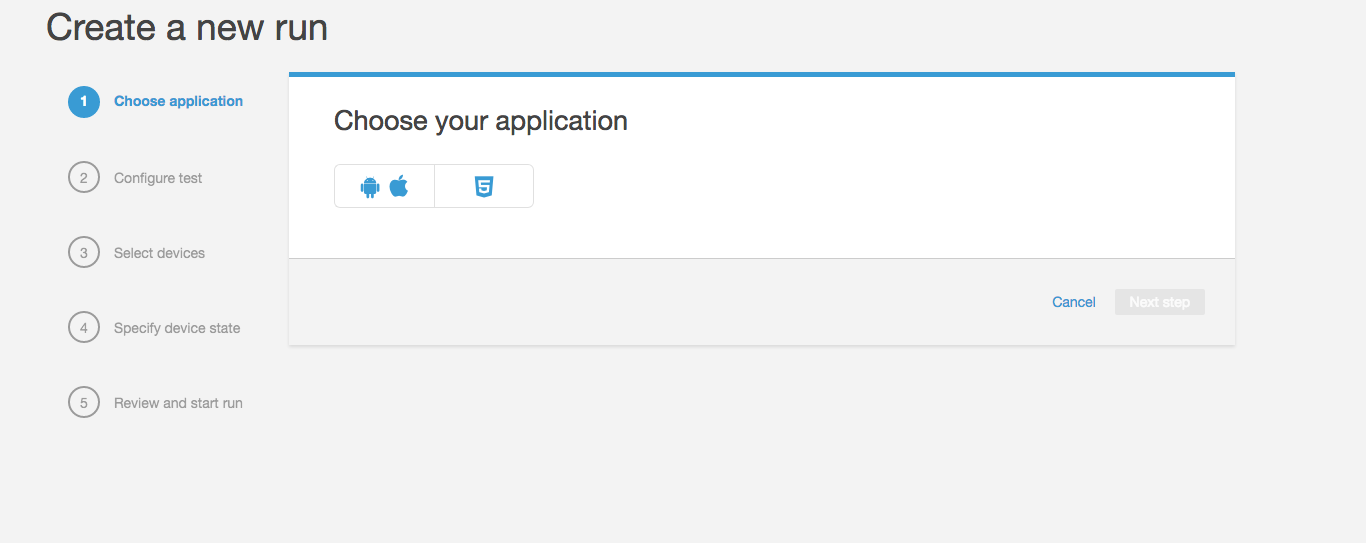 Create a new run
1 Choose application
2 Configure test
3 Select devices
4 Specify device state
5 Review and start run
Choose your application
5
Cancel Next step